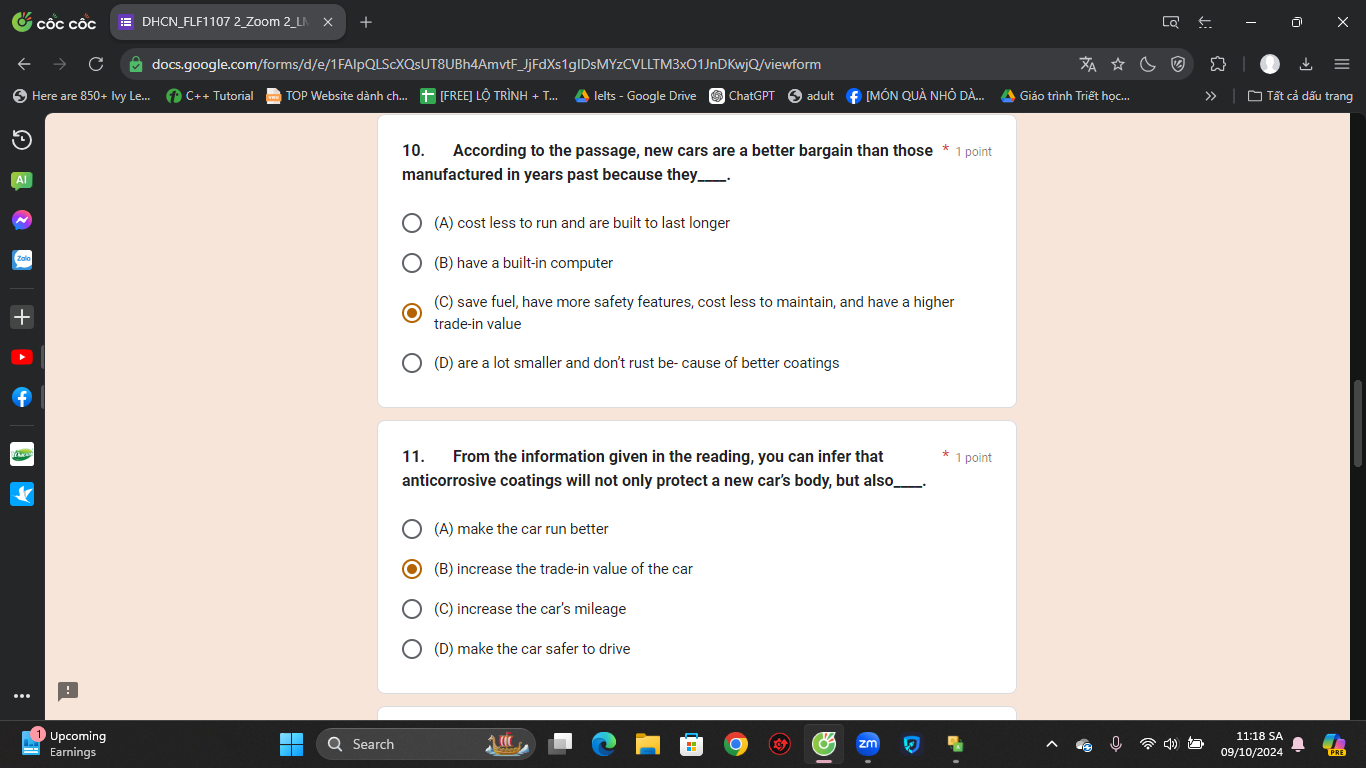 cốc cốc
DHCN_FLF1107 2_Zoom 2_LN
docs.google.com/forms/d/e/1FAIpQLScXQsUT8UBh4AmvtF_JjFdXs1gIDsMYzCVLLTM3xO1JnDKwjQ/viewform
Here are 850+ Ivy Le... C++ Tutorial TOP Website dành ch... [FREE] LỘ TRÌNH + T... Ielts - Google Drive ChatGPT adult [MÓN QUÀ NHỎ DÀ... Giáo trình Triết học... Tất cả dấu trang
10. According to the passage, new cars are a better bargain than those * 1 point
manufactured in years past because they____.
(A) cost less to run and are built to last longer
(B) have a built-in computer
(C) save fuel, have more safety features, cost less to maintain, and have a higher
trade-in value
(D) are a lot smaller and don't rust be- cause of better coatings
11. From the information given in the reading, you can infer that * 1 point
anticorrosive coatings will not only protect a new car's body, but also____.
(A) make the car run better
(B) increase the trade-in value of the car
(C) increase the car's mileage
(D) make the car safer to drive
AI
Zalo
1
Upcoming
Earnings
Search
zm
11:18 SA
09/10/2024
PRE